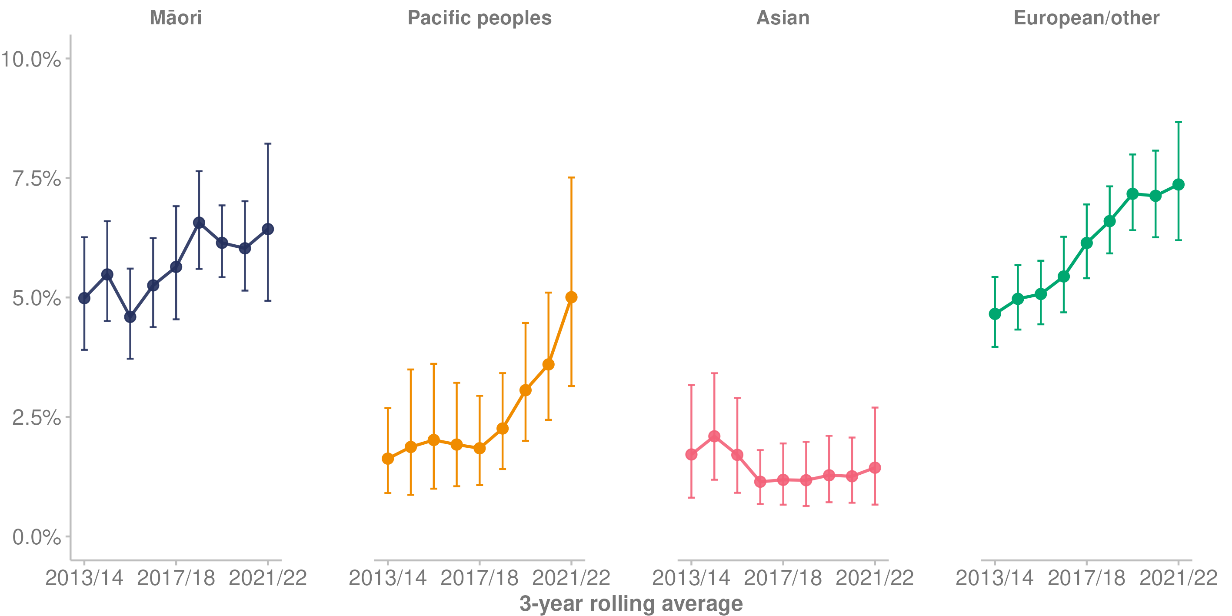 Māori Pacific peoples Asian European/other
10.0%
7.5%
5.0%
2.5%
0.0%
2013/14 2017/18 2021/22 2013/14 2017/18 2021/22 2013/14 2017/18 2021/22 2013/14 2017/18 2021/22
3-year rolling average